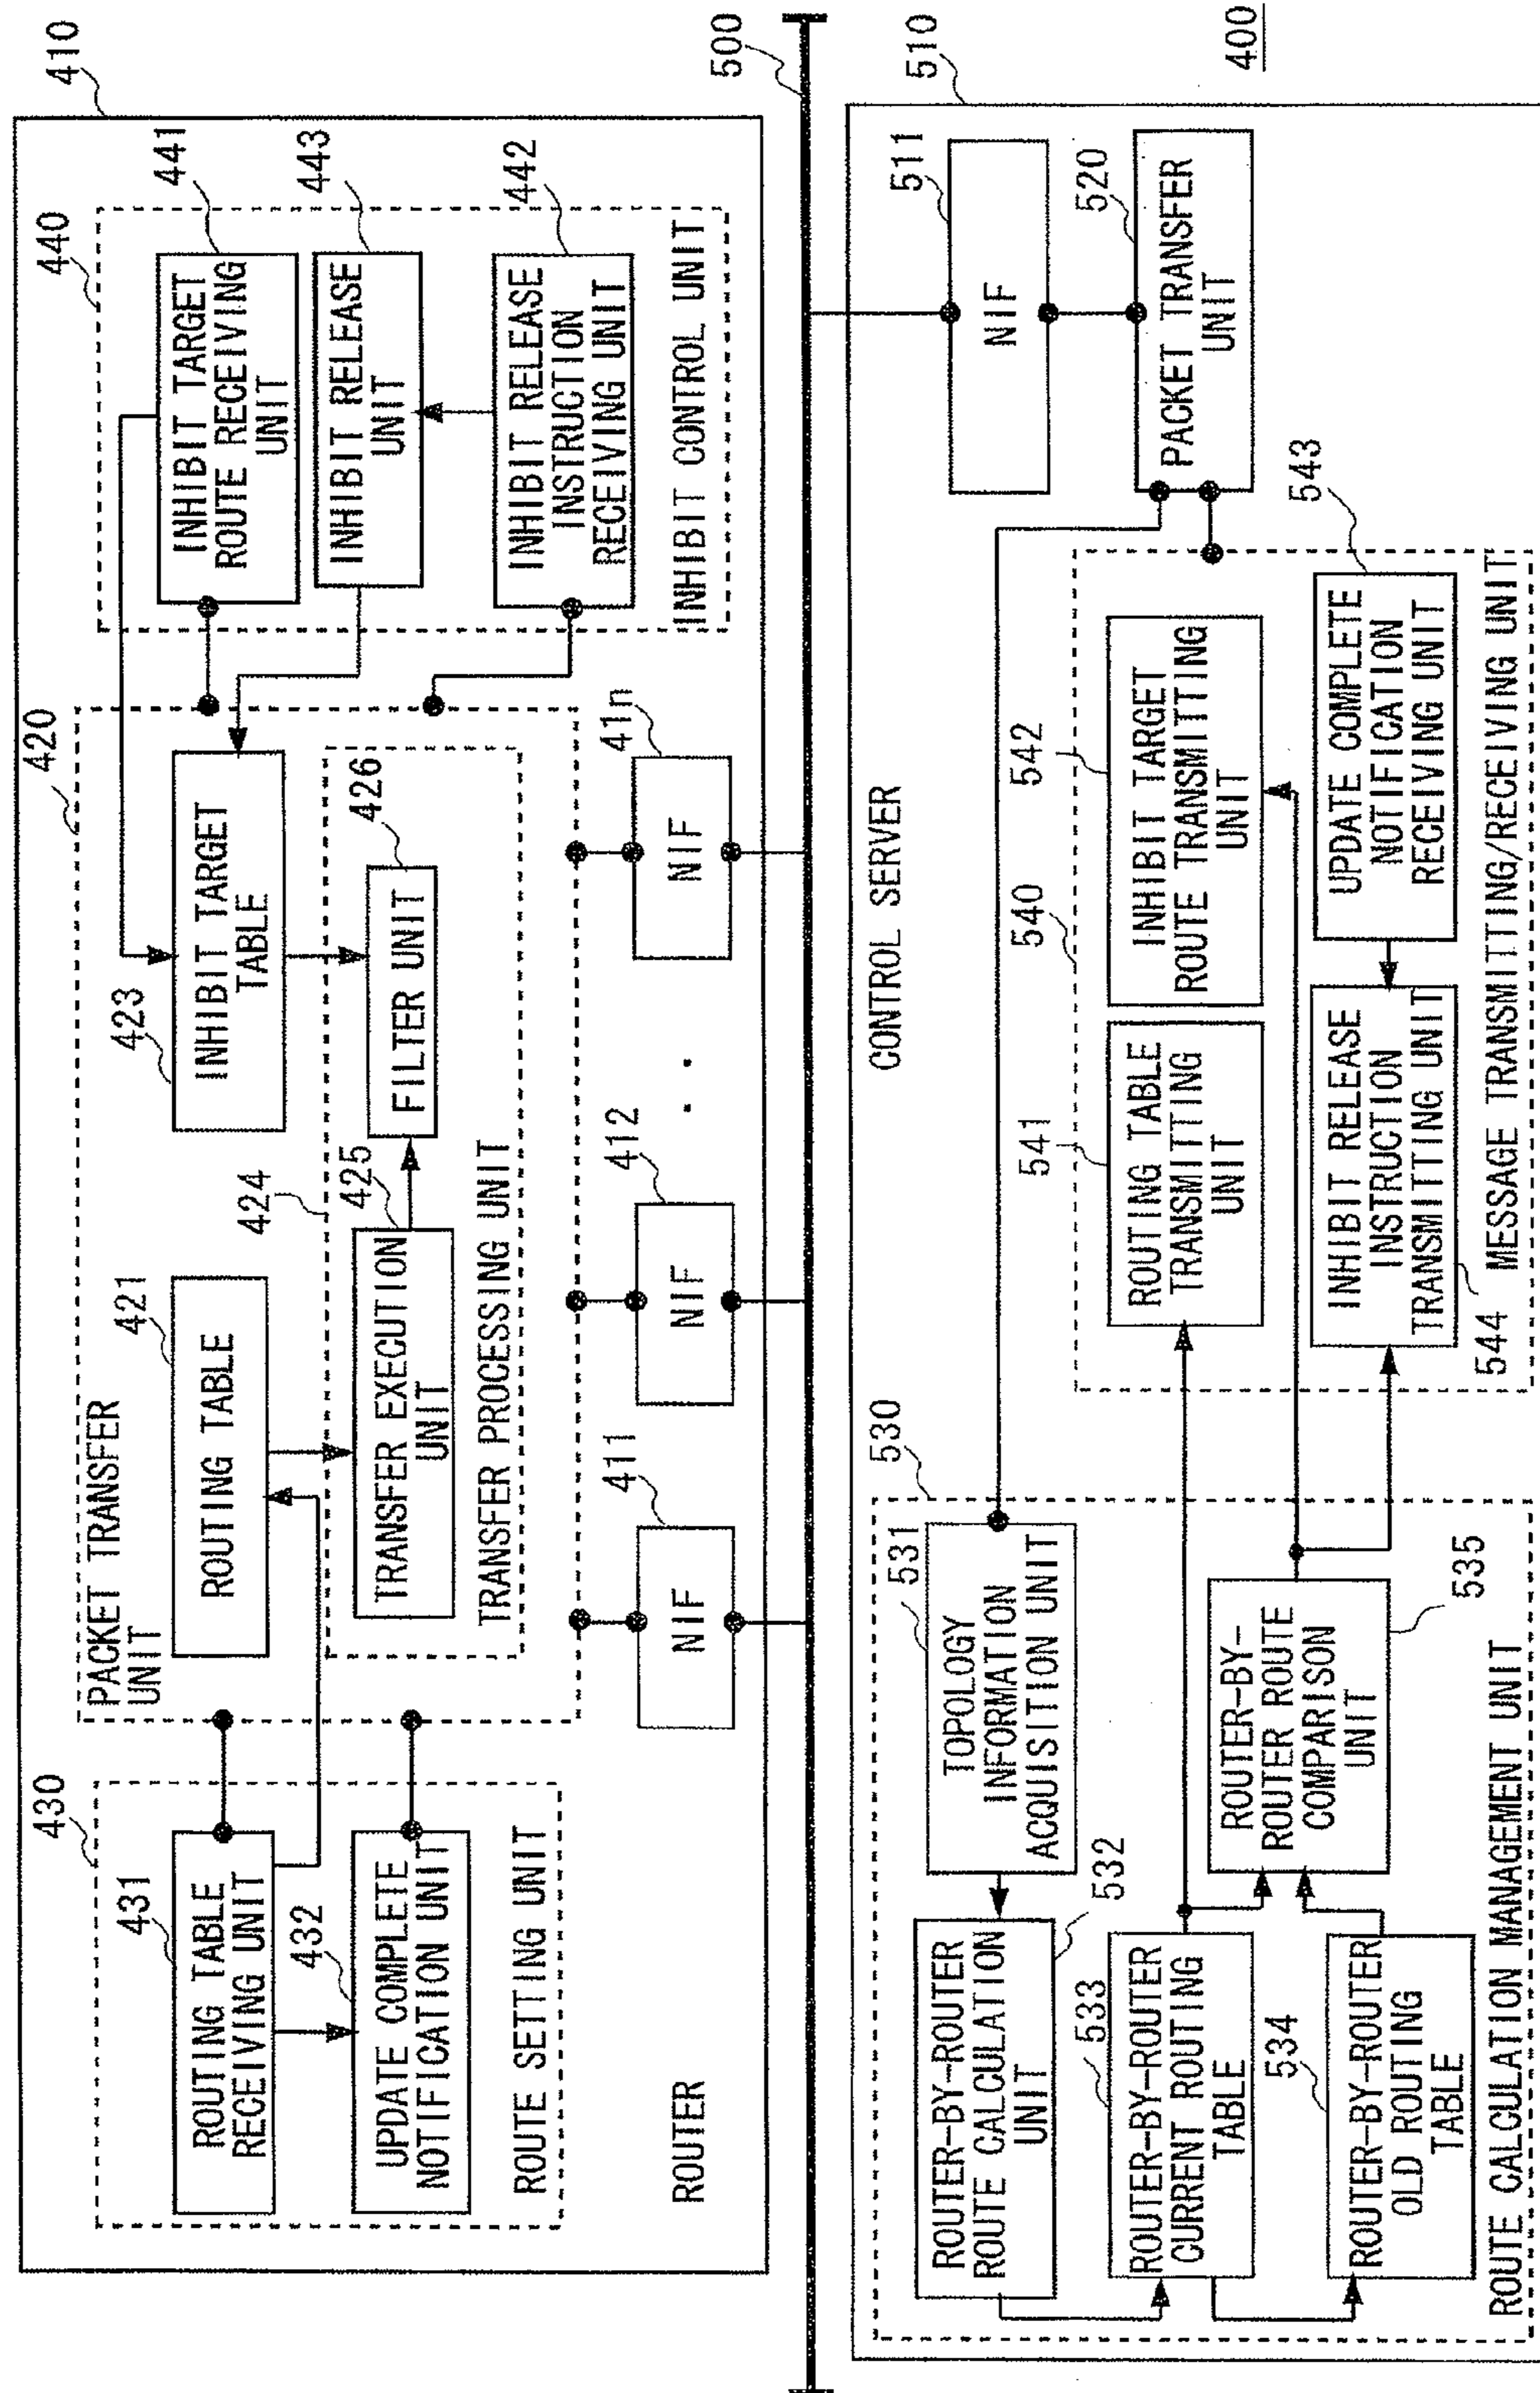 410
430
431
ROUTING TABLE
RECEIVING UNIT
432
UPDATE COMPLETE
NOTIFICATION UNIT
ROUTE SETTING UNIT
ROUTER
PACKET TRANSFER
UNIT
420
421
ROUTING TABLE
423
INHIBIT TARGET
TABLE
424
425
TRANSFER EXECUTION
UNIT
426
FILTER UNIT
TRANSFER PROCESSING UNIT
411
NIF
412
NIF
. .
41n
NIF
440
441
INHIBIT TARGET
ROUTE RECEIVING
UNIT
443
INHIBIT RELEASE
UNIT
442
INHIBIT RELEASE
INSTRUCTION
RECEIVING UNIT
INHIBIT CONTROL UNIT
500
CONTROL SERVER
510
530
531
TOPOLOGY
INFORMATION
ACQUISITION UNIT
532
ROUTER-BY-ROUTER
ROUTE CALCULATION
UNIT
533
ROUTER-BY-ROUTER
CURRENT ROUTING
TABLE
534
ROUTER-BY-ROUTER
OLD ROUTING
TABLE
535
ROUTER-BY-
ROUTER ROUTE
COMPARISON
UNIT
ROUTE CALCULATION MANAGEMENT UNIT
540
541
ROUTING TABLE
TRANSMITTING
UNIT
542
INHIBIT TARGET
ROUTE TRANSMITTING
UNIT
543
UPDATE COMPLETE
NOTIFICATION
RECEIVING UNIT
544
INHIBIT RELEASE
INSTRUCTION
TRANSMITTING UNIT
MESSAGE TRANSMITTING/RECEIVING UNIT
511
NIF
520
PACKET TRANSFER
UNIT
400